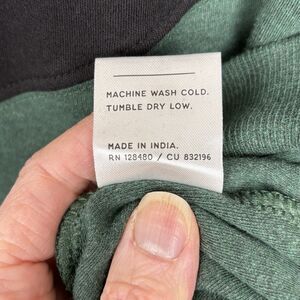 MACHINE WASH COLD.
TUMBLE DRY LOW.
MADE IN INDIA.
RN 128480 / CU 832196